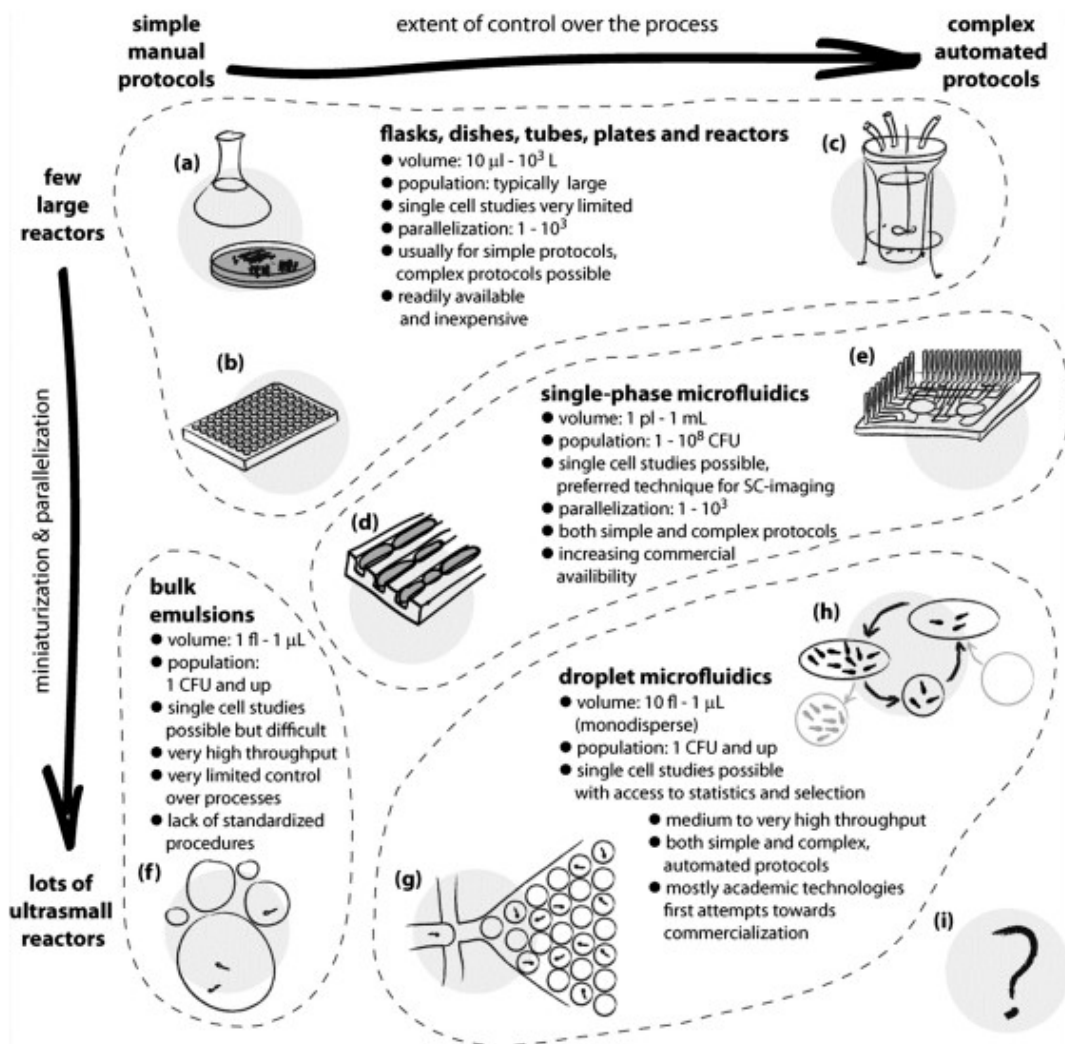 simple
manual
protocols
extent of control over the process
complex
automated
protocols
few
large
reactors
miniaturization & parallelization
lots of
ultrasmall
reactors
(a)
flasks, dishes, tubes, plates and reactors
● volume: 10 μl - 10³ L
● population: typically large
● single cell studies very limited
● parallelization: 1 - 10³
● usually for simple protocols,
complex protocols possible
● readily available
and inexpensive
(c)
(b)
(e)
single-phase microfluidics
● volume: 1 pl - 1 mL
● population: 1 - 10⁸ CFU
● single cell studies possible,
preferred technique for SC-imaging
● parallelization: 1 - 10³
● both simple and complex protocols
● increasing commercial
availibility
(d)
bulk
emulsions
● volume: 1 fl - 1 μL
● population:
1 CFU and up
● single cell studies
possible but difficult
● very high throughput
● very limited control
over processes
● lack of standardized
procedures
(f)
(h)
droplet microfluidics
● volume: 10 fl - 1 μL
(monodisperse)
● population: 1 CFU and up
● single cell studies possible
with access to statistics and selection
● medium to very high throughput
● both simple and complex,
automated protocols
● mostly academic technologies
first attempts towards
commercialization
(g)
(i)
?